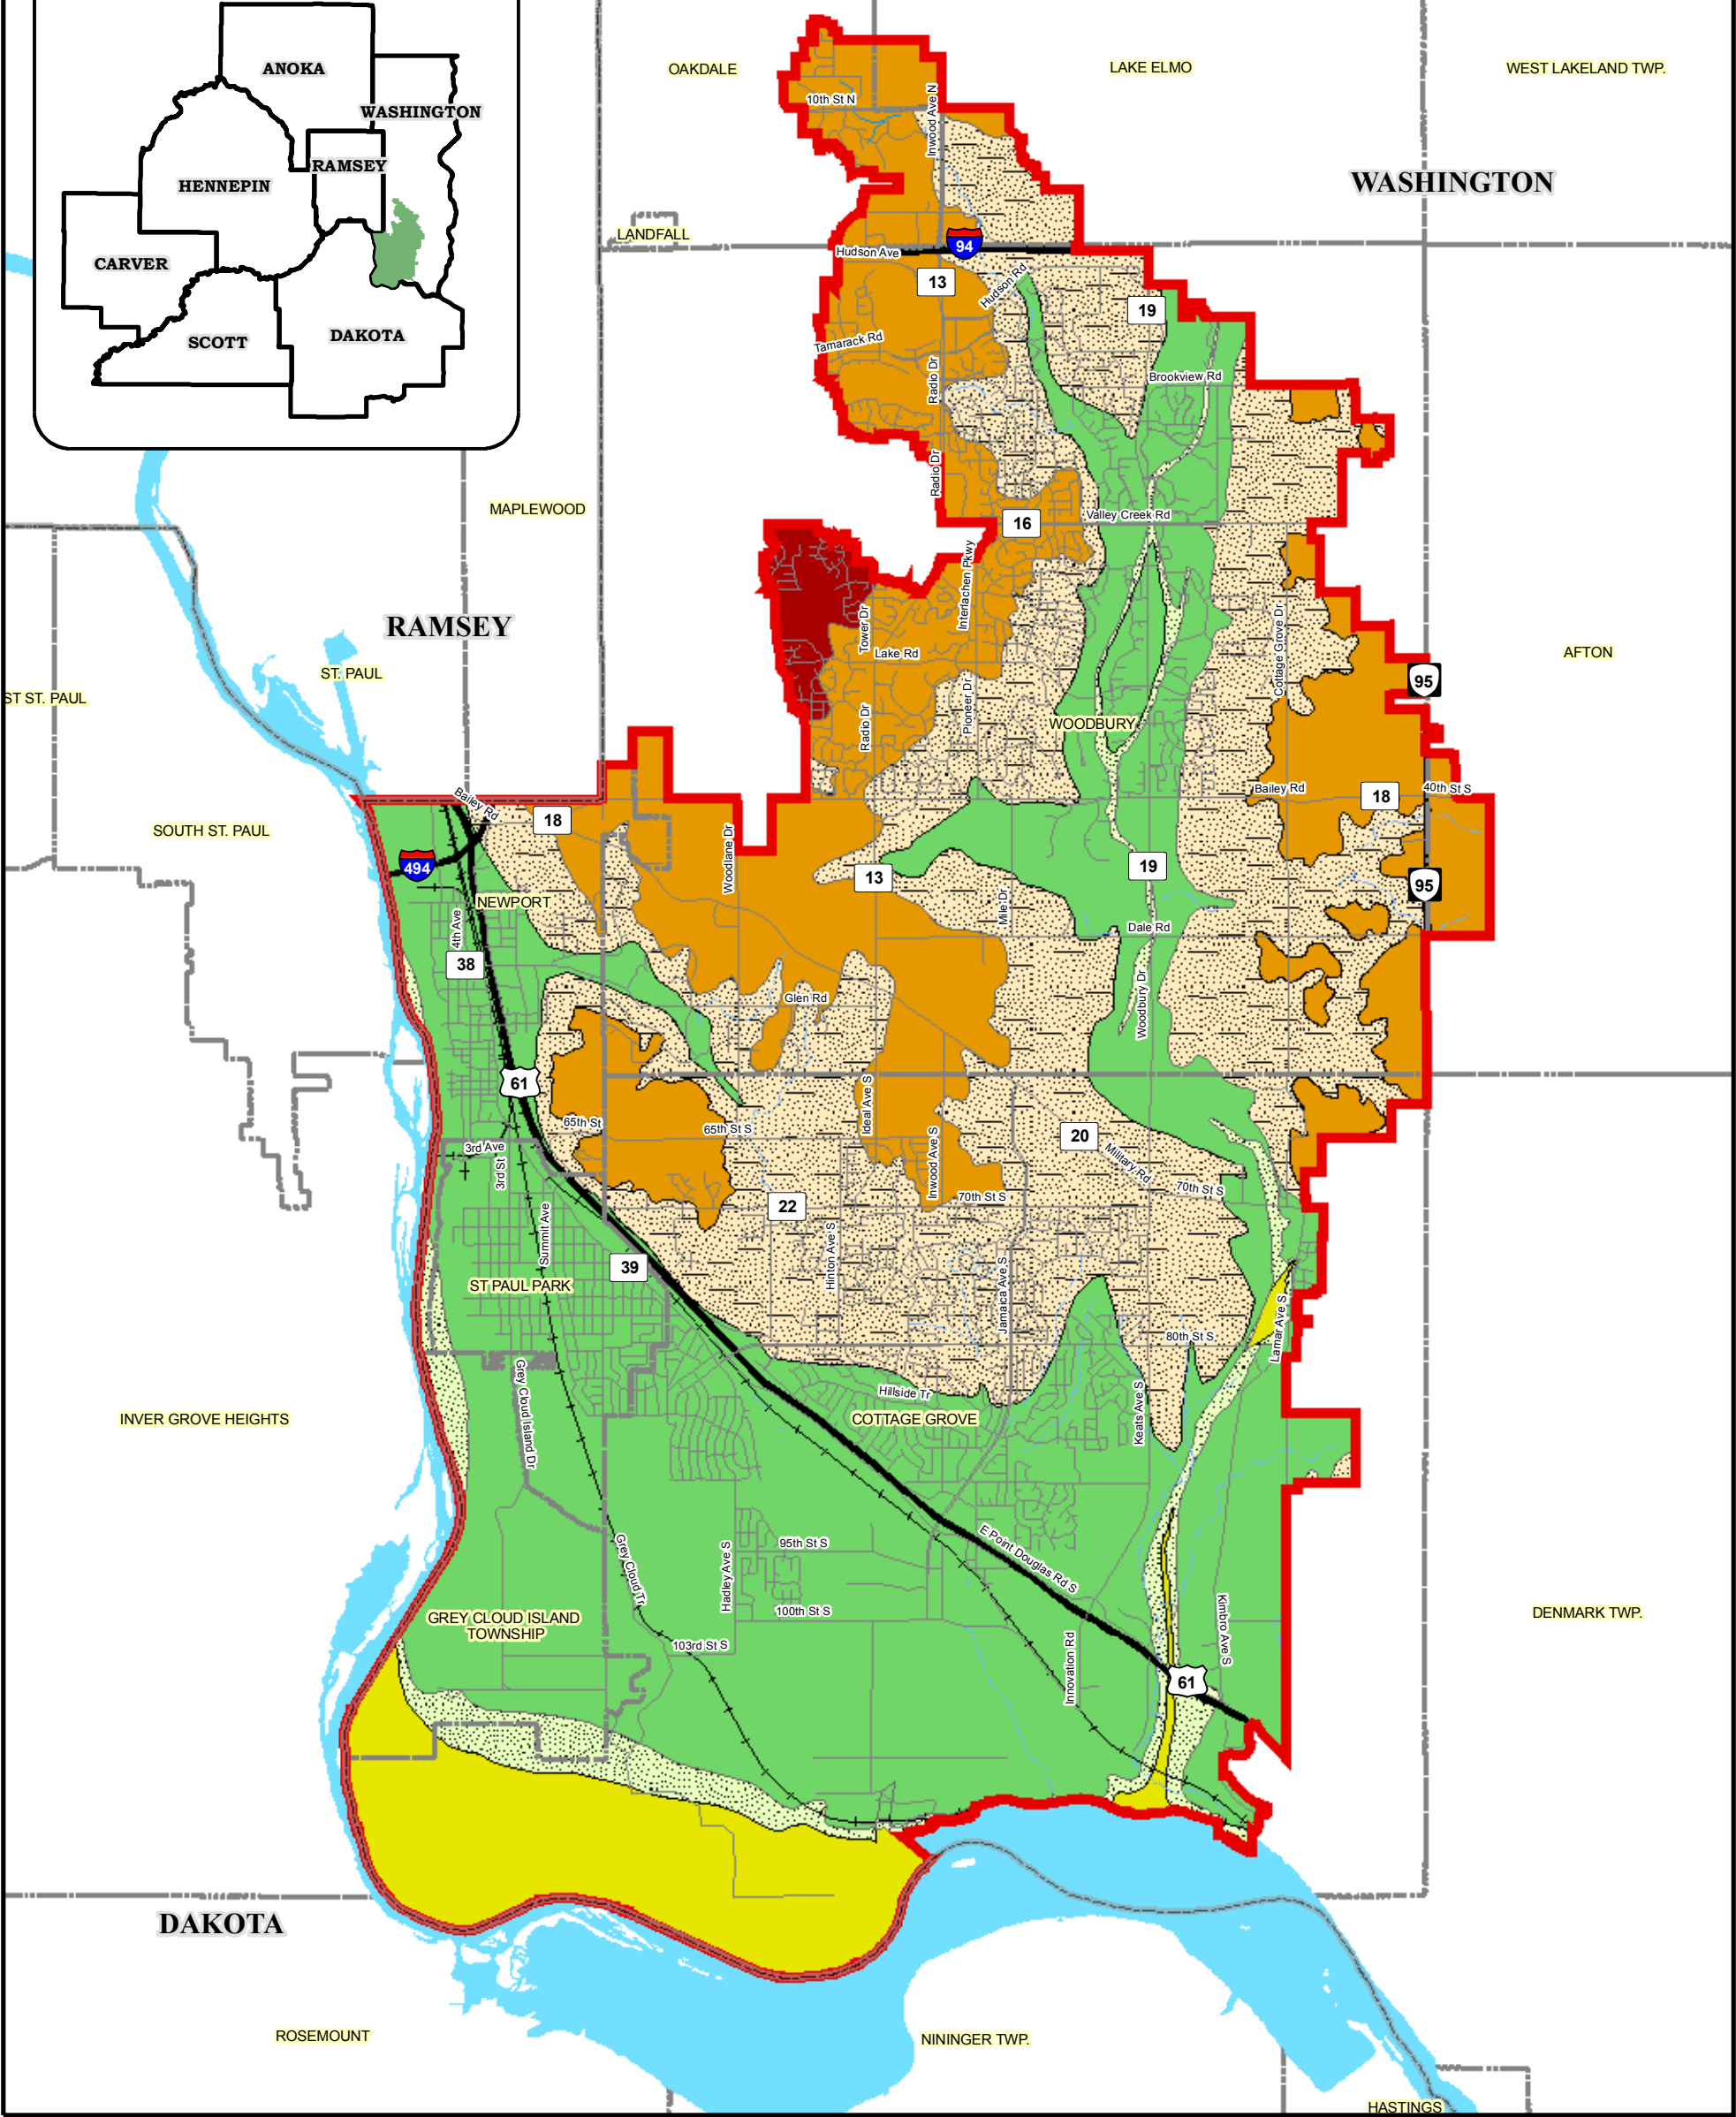 ANOKA
WASHINGTON
RAMSEY
HENNEPIN
CARVER
SCOTT
DAKOTA
OAKDALE
LAKE ELMO
WEST LAKELAND TWP.
10th St N
Inwood Ave N
WASHINGTON
LANDFALL
Hudson Ave
94
13
Hudson Rd
19
Tamarack Rd
Radio Dr
Brookview Rd
Radio Dr
MAPLEWOOD
16
Valley Creek Rd
Interlachen Pkwy
RAMSEY
Tower Dr
Lake Rd
Cottage Grove Dr
AFTON
ST. PAUL
95
ST ST. PAUL
Pioneer Dr
WOODBURY
Radio Dr
Bailey Rd
18
40th St S
Bailey Rd
18
SOUTH ST. PAUL
Woodlane Dr
494
13
19
95
NEWPORT
4th Ave
Mile Dr
Dale Rd
38
Glen Rd
Woodbury Dr
61
Ideal Ave S
65th St
65th St S
20
3rd Ave
3rd St
Inwood Ave S
Military Rd
70th St S
70th St S
22
Summit Ave
Hinton Ave S
39
ST PAUL PARK
Jamaica Ave S
80th St S
Lamar Ave S
Grey Cloud Island Dr
Hillside Tr
Keats Ave S
INVER GROVE HEIGHTS
COTTAGE GROVE
95th St S
E Point Douglas Rd S
Grey Cloud Tr
Hadley Ave S
100th St S
Kimbro Ave S
GREY CLOUD ISLAND
TOWNSHIP
DENMARK TWP.
103rd St S
Innovation Rd
61
DAKOTA
ROSEMOUNT
NININGER TWP.
HASTINGS